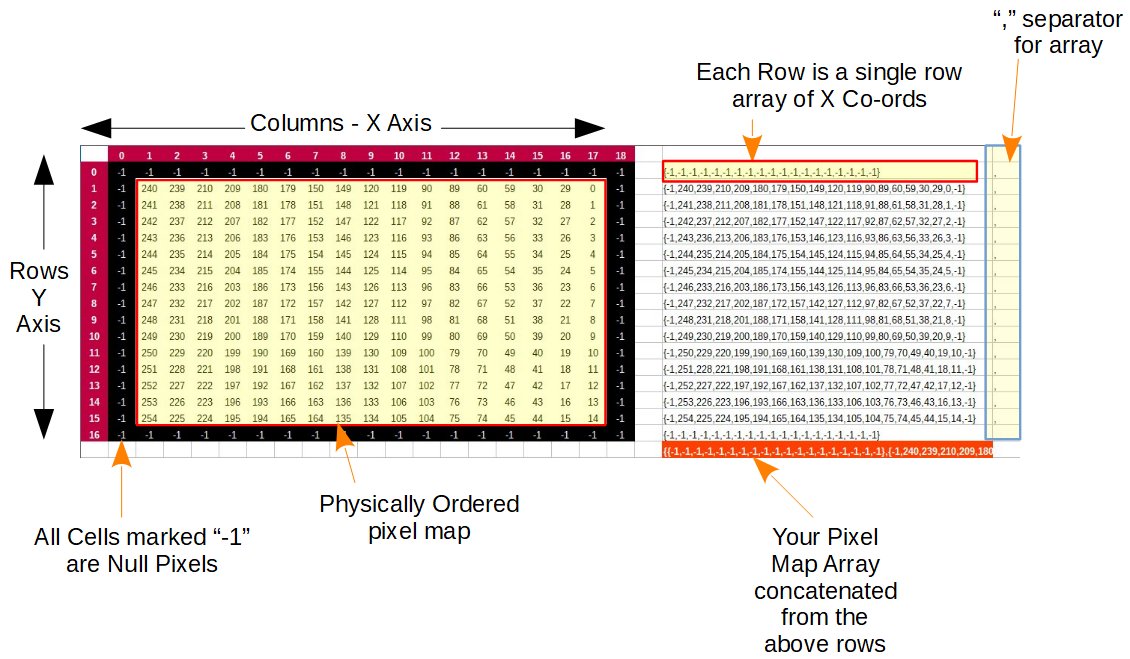 “,” separator
for array
Each Row is a single row
array of X Co-ords
Columns - X Axis
0 1 2 3 4 5 6 7 8 9 10 11 12 13 14 15 16 17 18
0 -1 -1 -1 -1 -1 -1 -1 -1 -1 -1 -1 -1 -1 -1 -1 -1 -1 -1 -1 {-1,-1,-1,-1,-1,-1,-1,-1,-1,-1,-1,-1,-1,-1,-1,-1,-1,-1,-1} ,
1 -1 240 239 210 209 180 179 150 149 120 119 90 89 60 59 30 29 0 -1 {-1,240,239,210,209,180,179,150,149,120,119,90,89,60,59,30,29,0,-1} ,
2 -1 241 238 211 208 181 178 151 148 121 118 91 88 61 58 31 28 1 -1 {-1,241,238,211,208,181,178,151,148,121,118,91,88,61,58,31,28,1,-1} ,
3 -1 242 237 212 207 182 177 152 147 122 117 92 87 62 57 32 27 2 -1 {-1,242,237,212,207,182,177,152,147,122,117,92,87,62,57,32,27,2,-1} ,
4 -1 243 236 213 206 183 176 153 146 123 116 93 86 63 56 33 26 3 -1 {-1,243,236,213,206,183,176,153,146,123,116,93,86,63,56,33,26,3,-1} ,
5 -1 244 235 214 205 184 175 154 145 124 115 94 85 64 55 34 25 4 -1 {-1,244,235,214,205,184,175,154,145,124,115,94,85,64,55,34,25,4,-1} ,
6 -1 245 234 215 204 185 174 155 144 125 114 95 84 65 54 35 24 5 -1 {-1,245,234,215,204,185,174,155,144,125,114,95,84,65,54,35,24,5,-1} ,
7 -1 246 233 216 203 186 173 156 143 126 113 96 83 66 53 36 23 6 -1 {-1,246,233,216,203,186,173,156,143,126,113,96,83,66,53,36,23,6,-1} ,
8 -1 247 232 217 202 187 172 157 142 127 112 97 82 67 52 37 22 7 -1 {-1,247,232,217,202,187,172,157,142,127,112,97,82,67,52,37,22,7,-1} ,
9 -1 248 231 218 201 188 171 158 141 128 111 98 81 68 51 38 21 8 -1 {-1,248,231,218,201,188,171,158,141,128,111,98,81,68,51,38,21,8,-1} ,
10 -1 249 230 219 200 189 170 159 140 129 110 99 80 69 50 39 20 9 -1 {-1,249,230,219,200,189,170,159,140,129,110,99,80,69,50,39,20,9,-1} ,
11 -1 250 229 220 199 190 169 160 139 130 109 100 79 70 49 40 19 10 -1 {-1,250,229,220,199,190,169,160,139,130,109,100,79,70,49,40,19,10,-1} ,
12 -1 251 228 221 198 191 168 161 138 131 108 101 78 71 48 41 18 11 -1 {-1,251,228,221,198,191,168,161,138,131,108,101,78,71,48,41,18,11,-1} ,
13 -1 252 227 222 197 192 167 162 137 132 107 102 77 72 47 42 17 12 -1 {-1,252,227,222,197,192,167,162,137,132,107,102,77,72,47,42,17,12,-1} ,
14 -1 253 226 223 196 193 166 163 136 133 106 103 76 73 46 43 16 13 -1 {-1,253,226,223,196,193,166,163,136,133,106,103,76,73,46,43,16,13,-1} ,
15 -1 254 225 224 195 194 165 164 135 134 105 104 75 74 45 44 15 14 -1 {-1,254,225,224,195,194,165,164,135,134,105,104,75,74,45,44,15,14,-1} ,
16 -1 -1 -1 -1 -1 -1 -1 -1 -1 -1 -1 -1 -1 -1 -1 -1 -1 -1 -1 {-1,-1,-1,-1,-1,-1,-1,-1,-1,-1,-1,-1,-1,-1,-1,-1,-1,-1,-1}
{{-1,-1,-1,-1,-1,-1,-1,-1,-1,-1,-1,-1,-1,-1,-1,-1,-1,-1,-1},{-1,240,239,210,209,180
Rows
Y
Axis
Physically Ordered
pixel map
All Cells marked “-1”
are Null Pixels
Your Pixel
Map Array
concatenated
from the
above rows